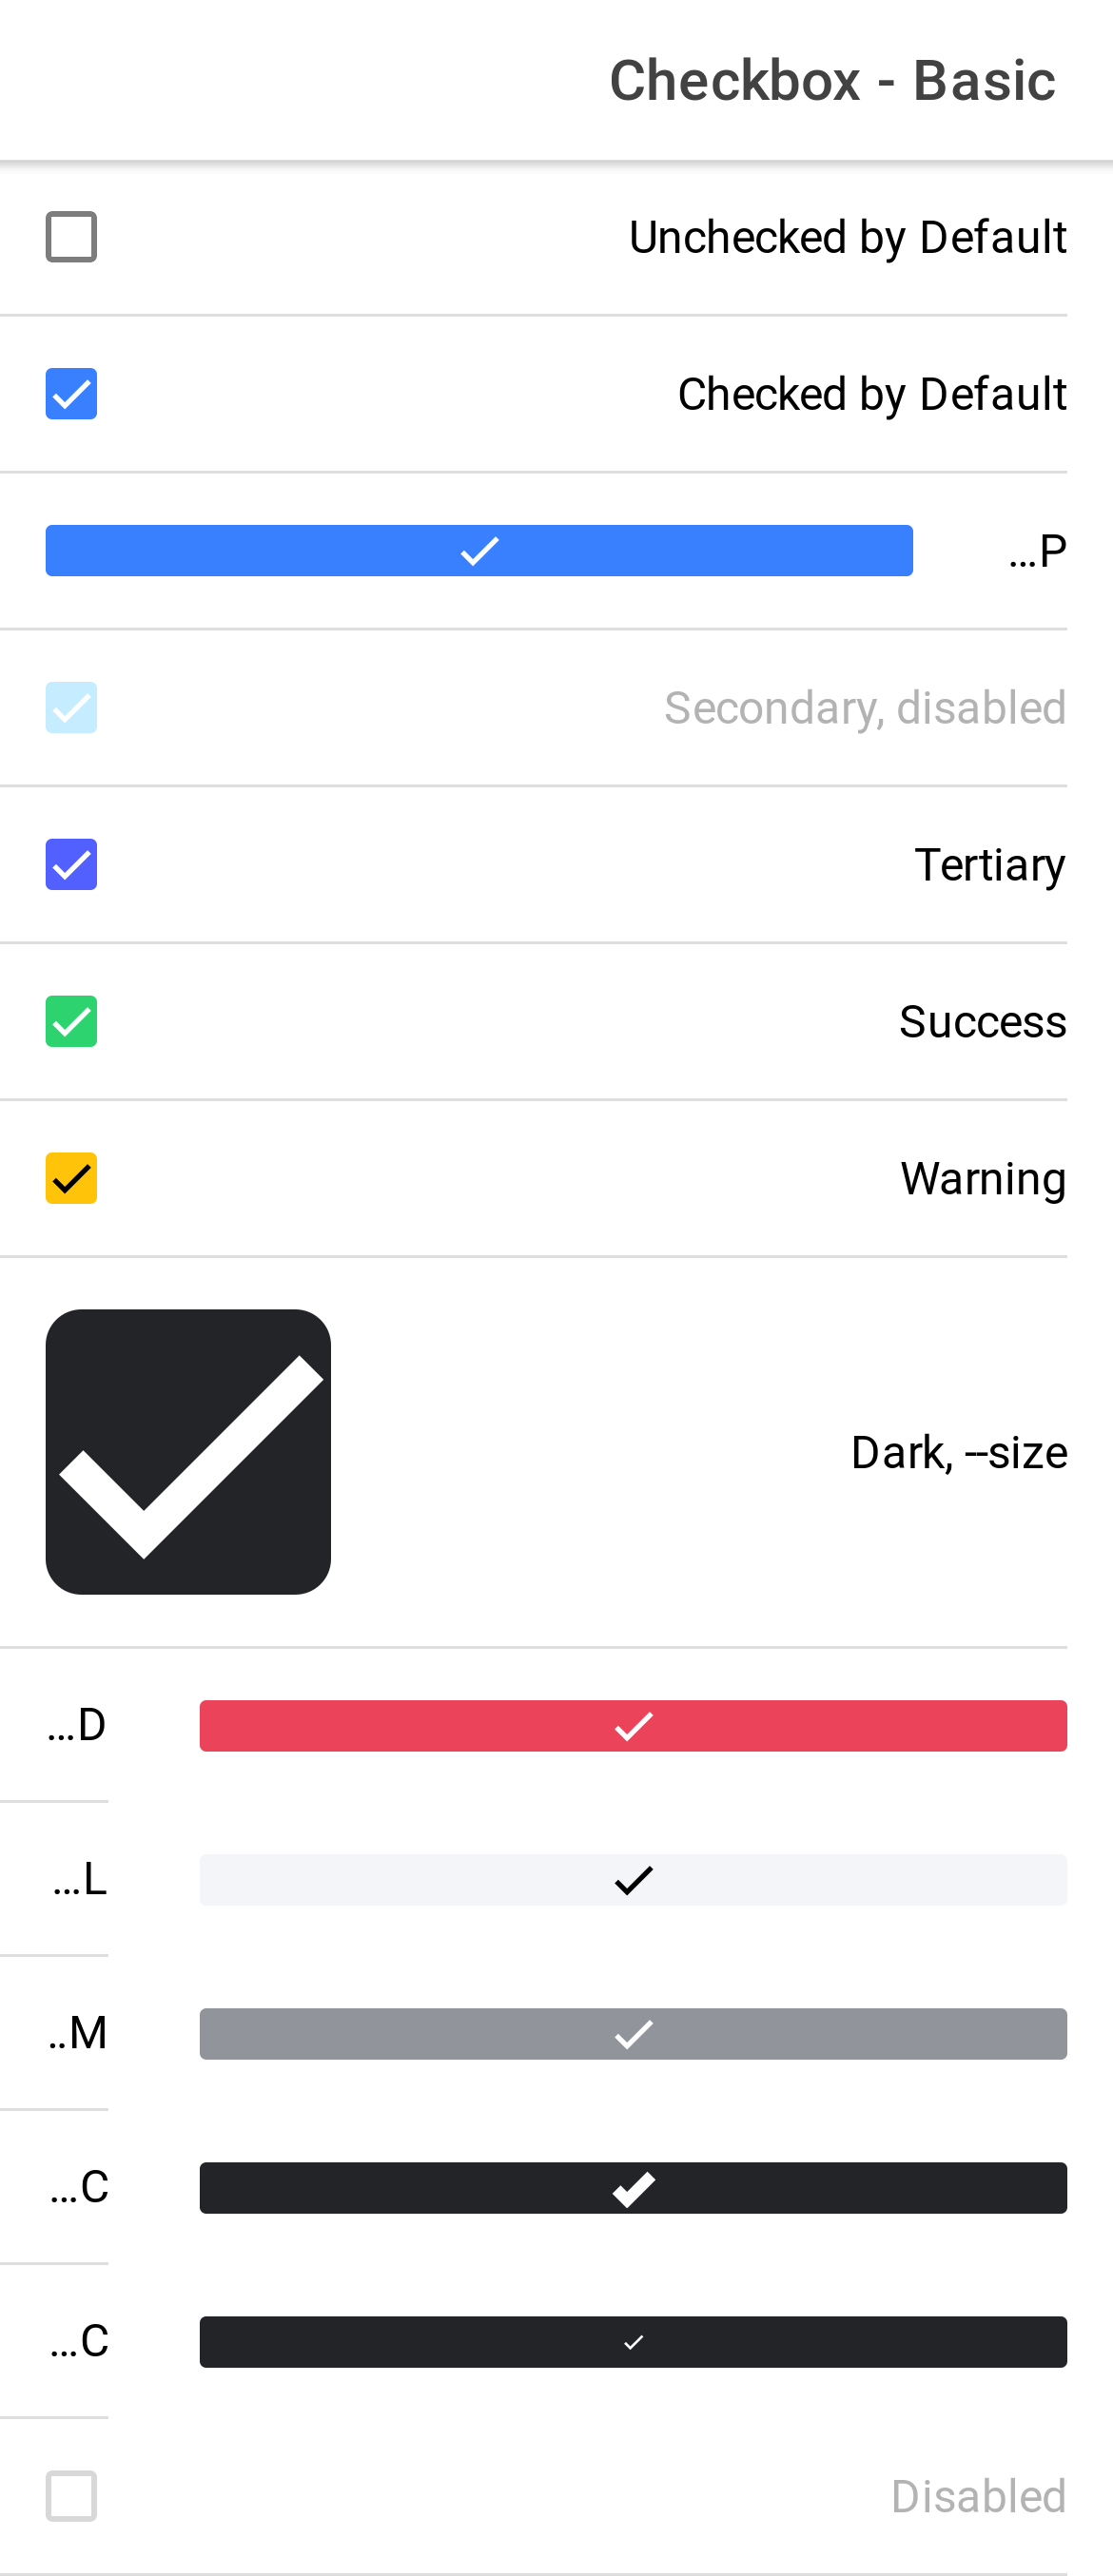 Checkbox - Basic
Unchecked by Default
Checked by Default
...P
Secondary, disabled
Tertiary
Success
Warning
Dark, --size
...D
...L
..M
...C
...C
Disabled